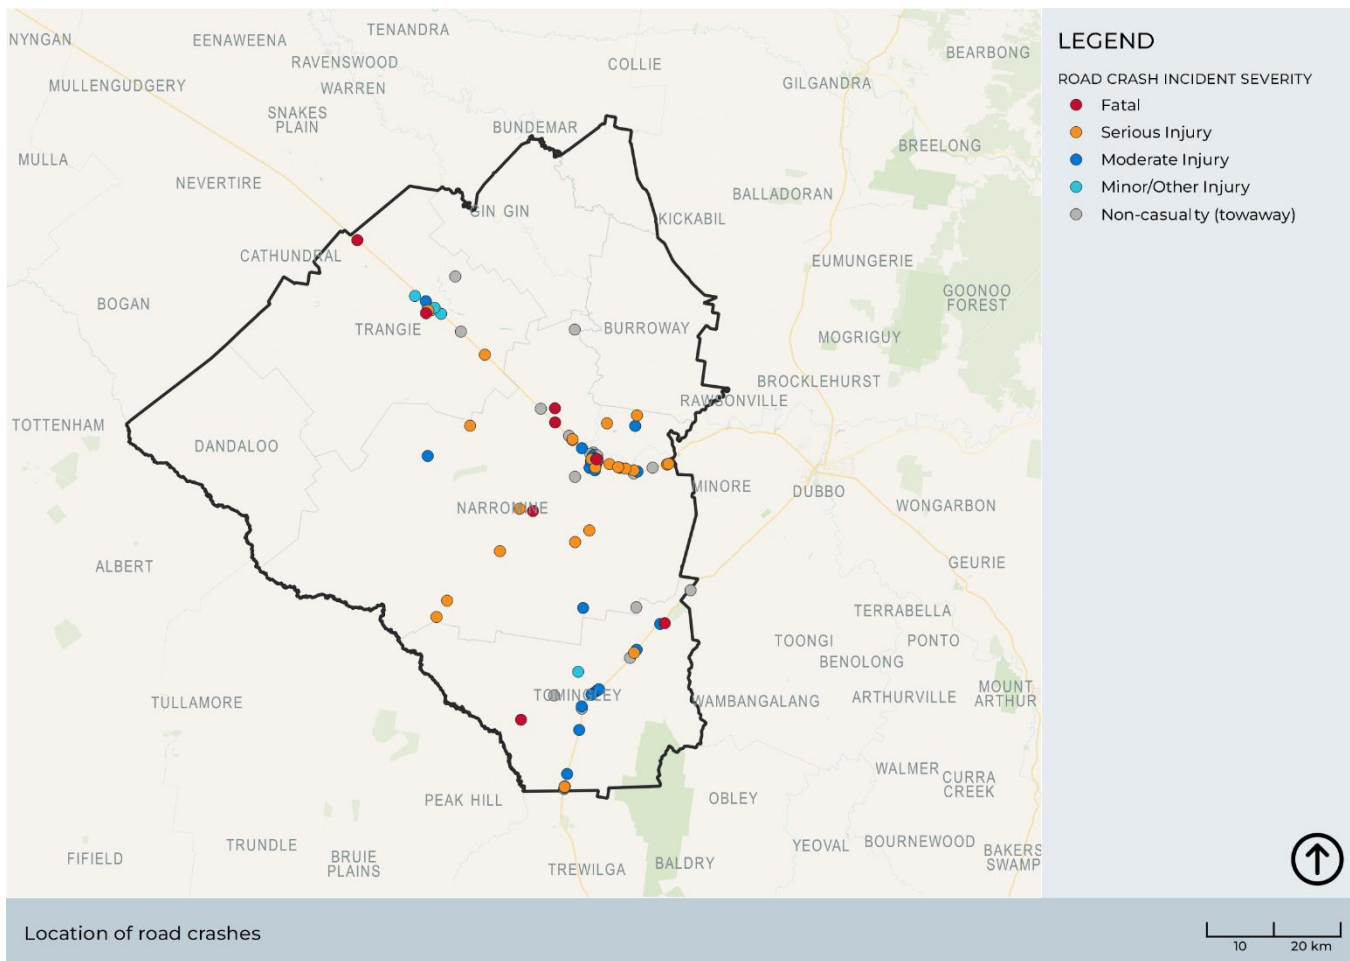 NYNGAN
EENAWEENA
TENANDRA
RAVENSWOOD
WARREN
MULLENGUDGERY
SNAKES
PLAIN
COLLIE
BEARBONG
GILGANDRA
BUNDEMAR
BREELONG
MULLA
NEVERTIRE
BALLADORAN
GIN GIN
KICKABIL
CATHUNDRAL
EUMUNGERIE
BOGAN
GOONOO
FOREST
TRANGIE
BURROWAY
MOGRIGUY
BROCKLEHURST
RAWSONVILLE
TOTTENHAM
DANDALOO
MINORE
DUBBO
WONGARBON
NARROMINE
ALBERT
GEURIE
TERRABELLA
TOONGI
PONTO
BENOLONG
TULLAMORE
TOMINGLEY
WAMBANGALANG
ARTHURVILLE
MOUNT
ARTHUR
PEAK HILL
OBLEY
WALMER
CURRA
CREEK
FIFIELD
TRUNDLE
BRUIE
PLAINS
TREWILGA
BALDRY
YEOVAL
BOURNEWOOD
BAKERS
SWAMP
LEGEND
ROAD CRASH INCIDENT SEVERITY
Fatal
Serious Injury
Moderate Injury
Minor/Other Injury
Non-casualty (towaway)
Location of road crashes
10 20 km